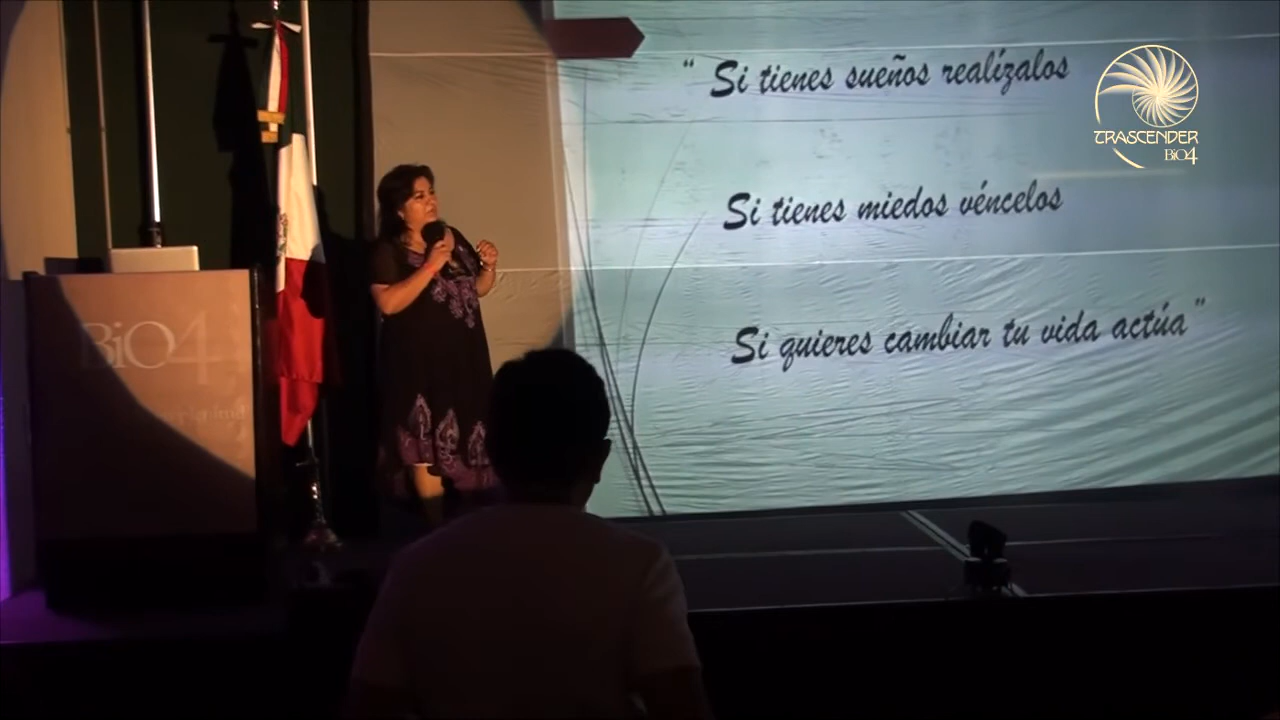 “ Si tienes sueños realízalos
TRASCENDER
BiO4
Si tienes miedos véncelos
Si quieres cambiar tu vida actúa”
BiO4